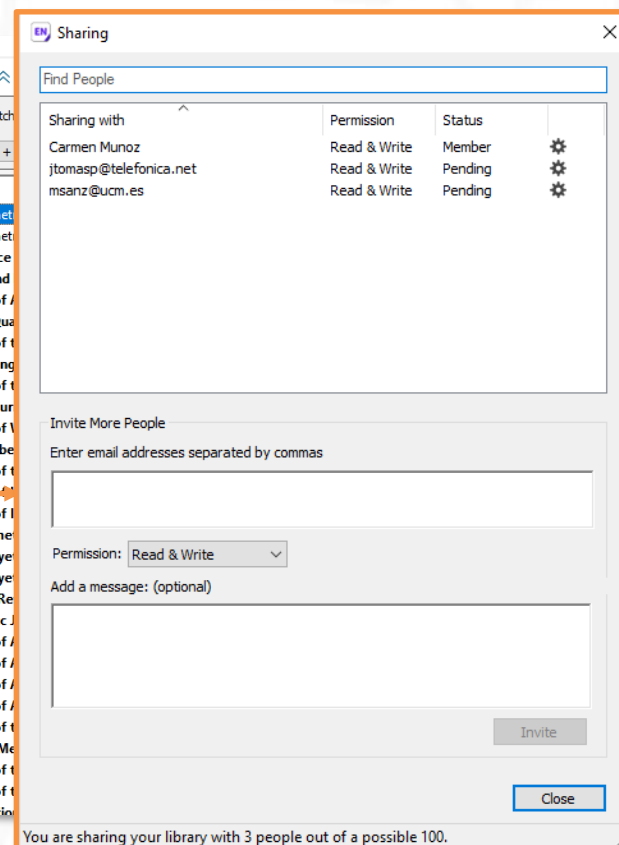 EN Sharing
Find People
Sharing with Permission Status
Carmen Munoz Read & Write Member
jtomasp@telefonica.net Read & Write Pending
msanz@ucm.es Read & Write Pending
Invite More People
Enter email addresses separated by commas
Permission: Read & Write
Add a message: (optional)
Invite
Close
You are sharing your library with 3 people out of a possible 100.